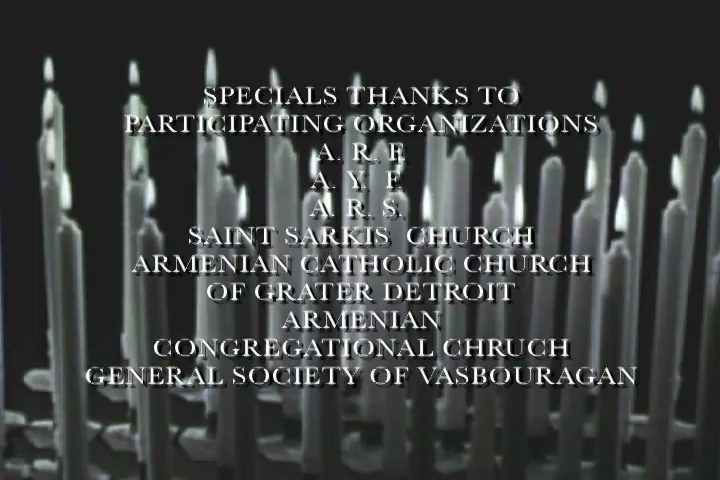 SPECIALS THANKS TO
PARTICIPATING ORGANIZATIONS
A. R. F.
A. Y. F.
A. R. S.
SAINT SARKIS CHURCH
ARMENIAN CATHOLIC CHURCH
OF GRATER DETROIT
ARMENIAN
CONGREGATIONAL CHRUCH
GENERAL SOCIETY OF VASBOURAGAN